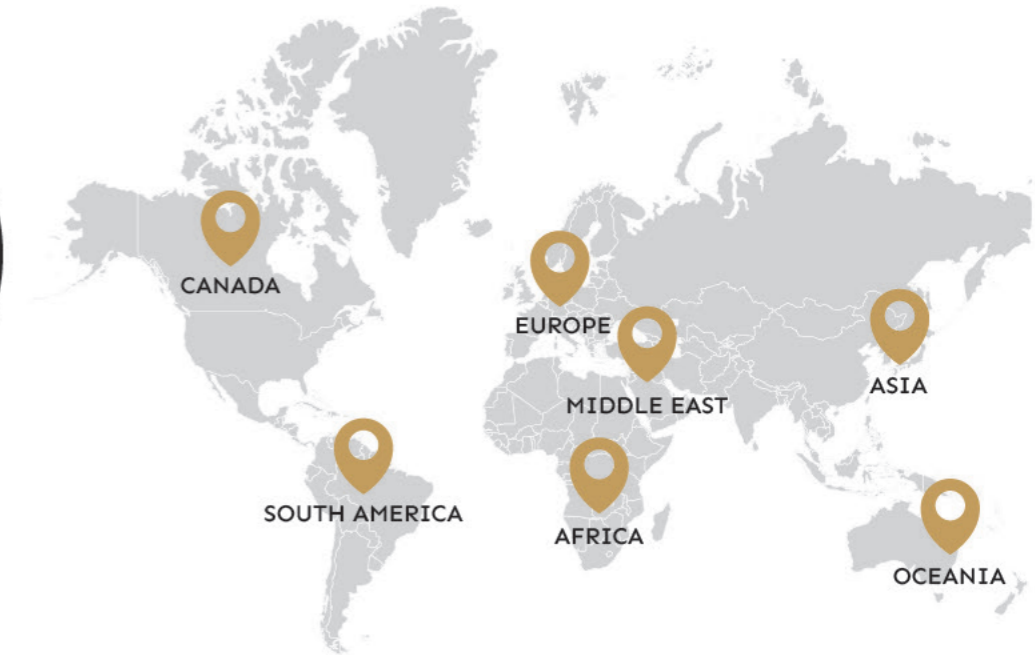 CANADA
EUROPE
ASIA
MIDDLE EAST
SOUTH AMERICA
AFRICA
OCEANIA